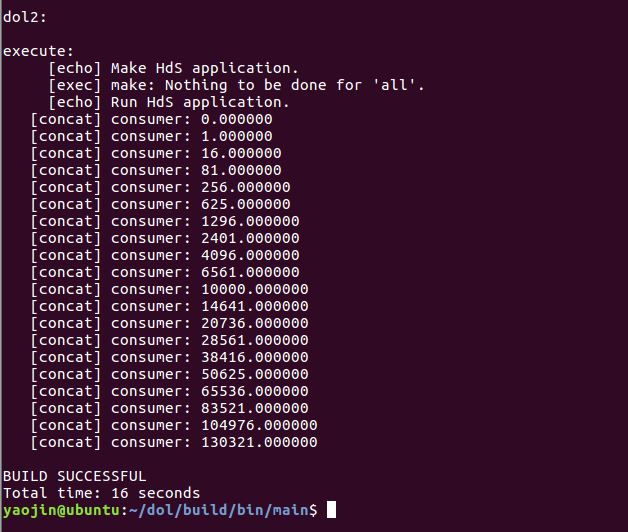 dol2:

execute:
     [echo] Make HdS application.
     [exec] make: Nothing to be done for 'all'.
     [echo] Run HdS application.
   [concat] consumer: 0.000000
   [concat] consumer: 1.000000
   [concat] consumer: 16.000000
   [concat] consumer: 81.000000
   [concat] consumer: 256.000000
   [concat] consumer: 625.000000
   [concat] consumer: 1296.000000
   [concat] consumer: 2401.000000
   [concat] consumer: 4096.000000
   [concat] consumer: 6561.000000
   [concat] consumer: 10000.000000
   [concat] consumer: 14641.000000
   [concat] consumer: 20736.000000
   [concat] consumer: 28561.000000
   [concat] consumer: 38416.000000
   [concat] consumer: 50625.000000
   [concat] consumer: 65536.000000
   [concat] consumer: 83521.000000
   [concat] consumer: 104976.000000
   [concat] consumer: 130321.000000

BUILD SUCCESSFUL
Total time: 16 seconds
yaojin@ubuntu:~/dol/build/bin/main$